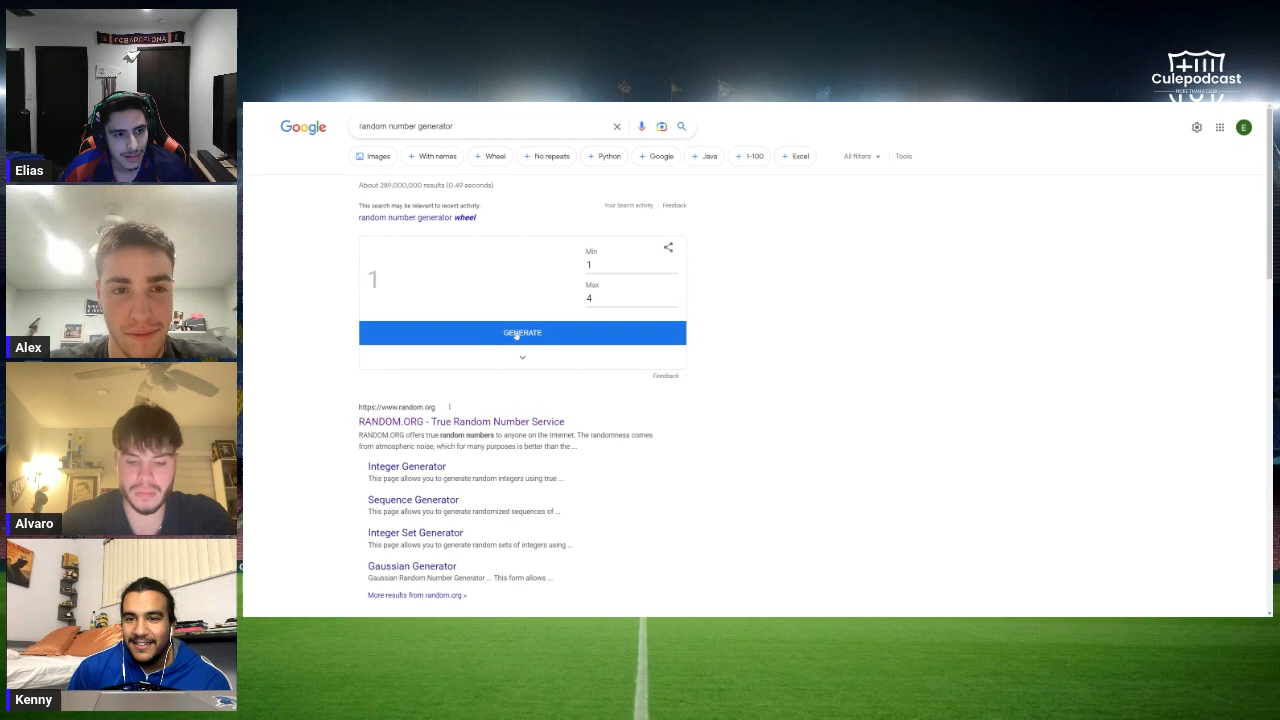 FCBARCELONA
Elias
Alex
Alvaro
Kenny
Culepodcast
MORE THAN A CLUB
Google
random number generator
Images
+ With names
+ Wheel
+ No repeats
+ Python
+ Google
+ Java
+ 1-100
+ Excel
All filters
Tools
E
About 289,000,000 results (0.49 seconds)
This search may be relevant to recent activity:
Your Search activity
Feedback
random number generator wheel
1
Min
1
Max
4
GENERATE
Feedback
https://www.random.org
RANDOM.ORG - True Random Number Service
RANDOM.ORG offers true random numbers to anyone on the Internet. The randomness comes
from atmospheric noise, which for many purposes is better than the ...
Integer Generator
This page allows you to generate random integers using true ...
Sequence Generator
This page allows you to generate randomized sequences of ...
Integer Set Generator
This page allows you to generate random sets of integers using ...
Gaussian Generator
Gaussian Random Number Generator ... This form allows ...
More results from random.org »